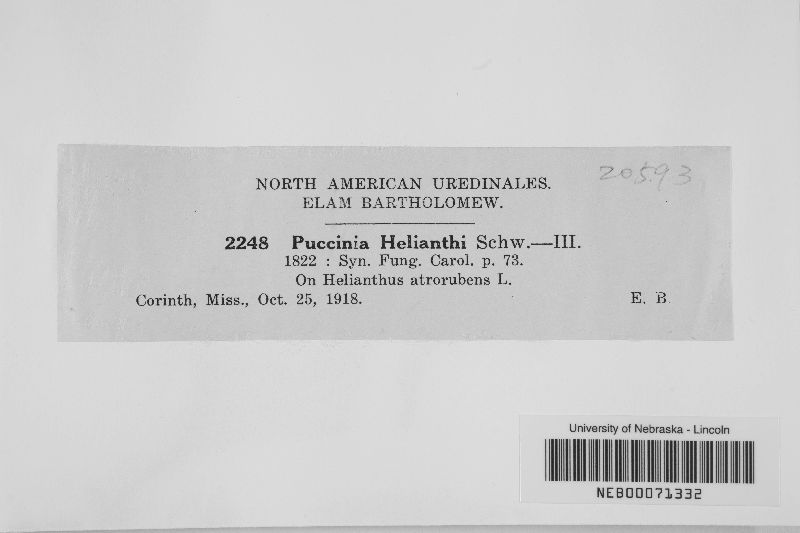 20593
NORTH AMERICAN UREDINALES.
ELAM BARTHOLOMEW.
2248 Puccinia Helianthi Schw.—III.
1822 : Syn. Fung. Carol. p. 73.
On Helianthus atrorubens L.
Corinth, Miss., Oct. 25, 1918. E. B
University of Nebraska - Lincoln
NEB00071332